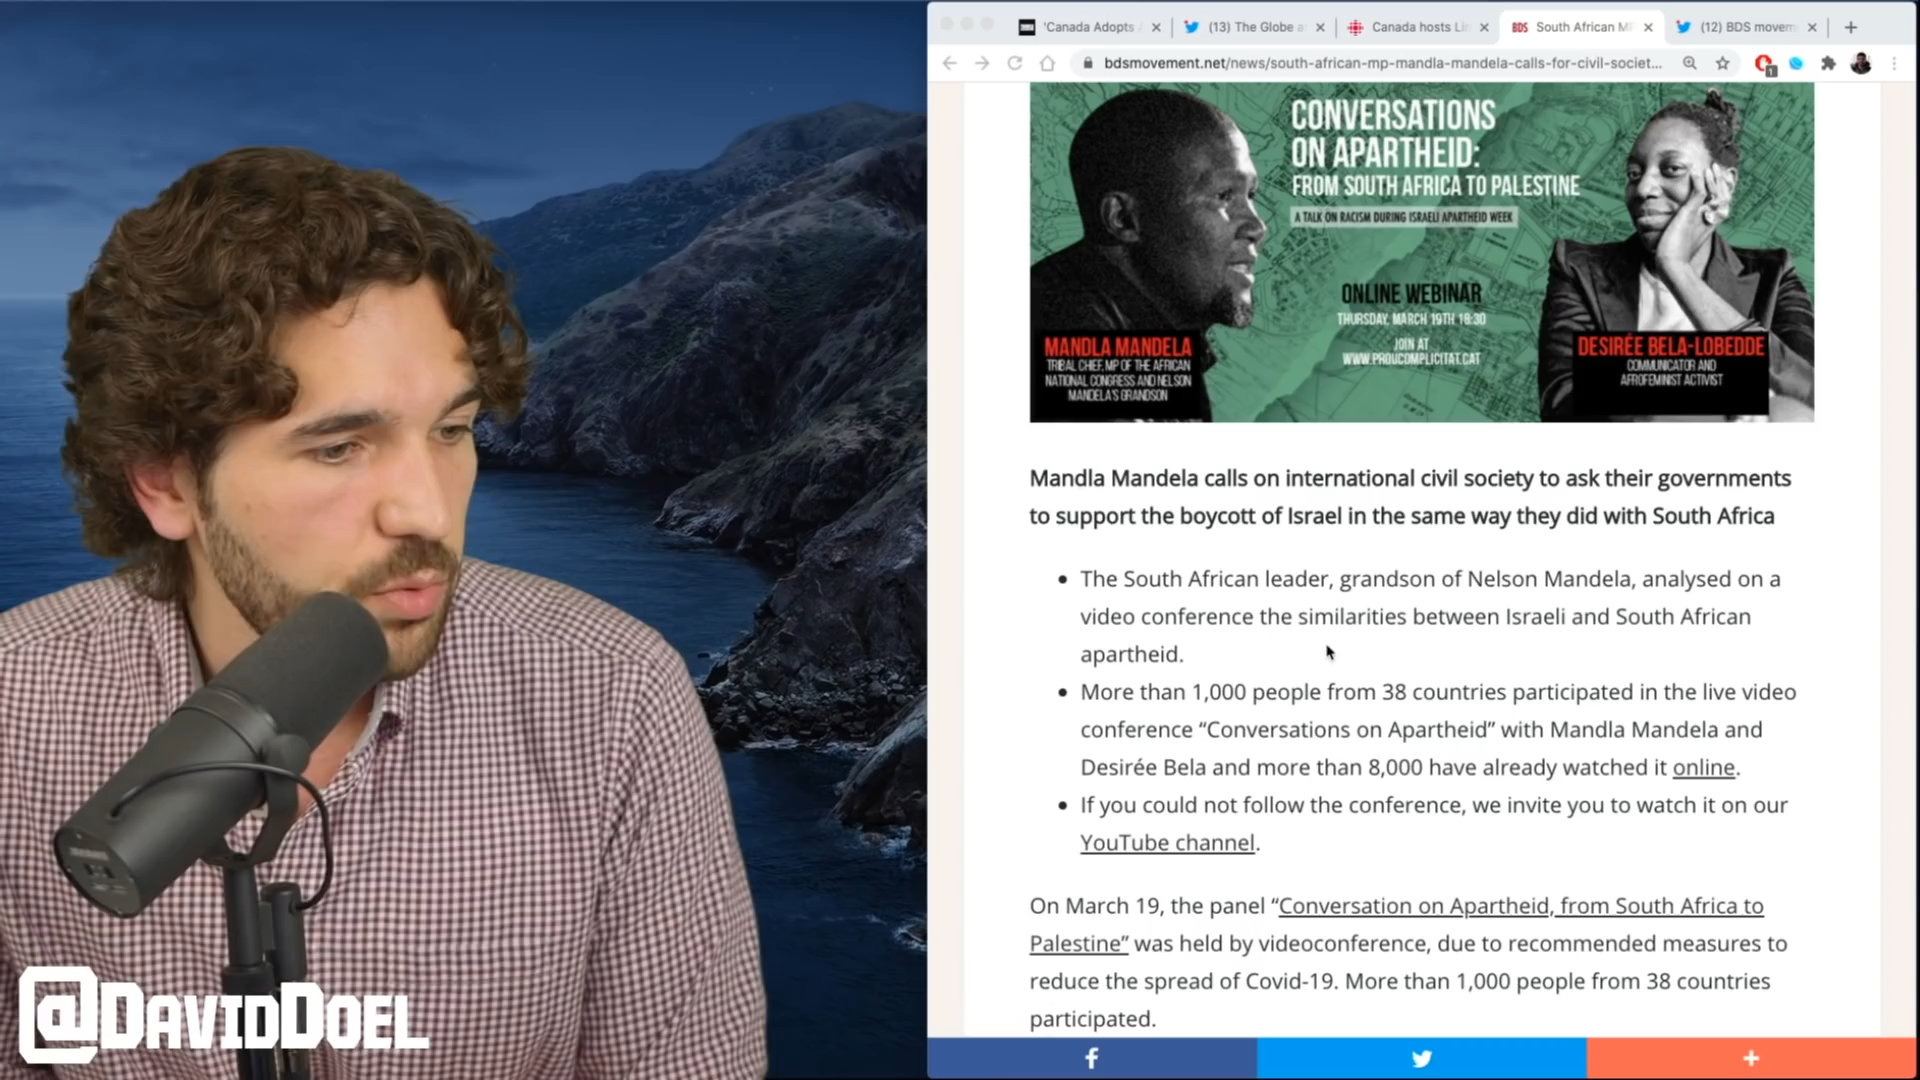 'Canada Adopts
(13) The Globe a
Canada hosts Li
BDS
South African M
(12) BDS movem
bdsmovement.net/news/south-african-mp-mandla-mandela-calls-for-civil-societ...
1
CONVERSATIONS
ON APARTHEID:
FROM SOUTH AFRICA TO PALESTINE
A TALK ON RACISM DURING ISRAELI APARTHEID WEEK
ONLINE WEBINAR
THURSDAY, MARCH 19TH 18:30
JOIN AT
WWW.PROUCOMPLICITAT.CAT
MANDLA MANDELA
TRIBAL CHIEF, MP OF THE AFRICAN
NATIONAL CONGRESS AND NELSON
MANDELA'S GRANDSON
DESIRÉE BELA-LOBEDDE
COMMUNICATOR AND
AFROFEMINIST ACTIVIST
Mandla Mandela calls on international civil society to ask their governments
to support the boycott of Israel in the same way they did with South Africa
• The South African leader, grandson of Nelson Mandela, analysed on a
video conference the similarities between Israeli and South African
apartheid.
• More than 1,000 people from 38 countries participated in the live video
conference “Conversations on Apartheid” with Mandla Mandela and
Desirée Bela and more than 8,000 have already watched it online.
• If you could not follow the conference, we invite you to watch it on our
YouTube channel.
On March 19, the panel “Conversation on Apartheid, from South Africa to
Palestine” was held by videoconference, due to recommended measures to
reduce the spread of Covid-19. More than 1,000 people from 38 countries
participated.
@DAVIDDOEL